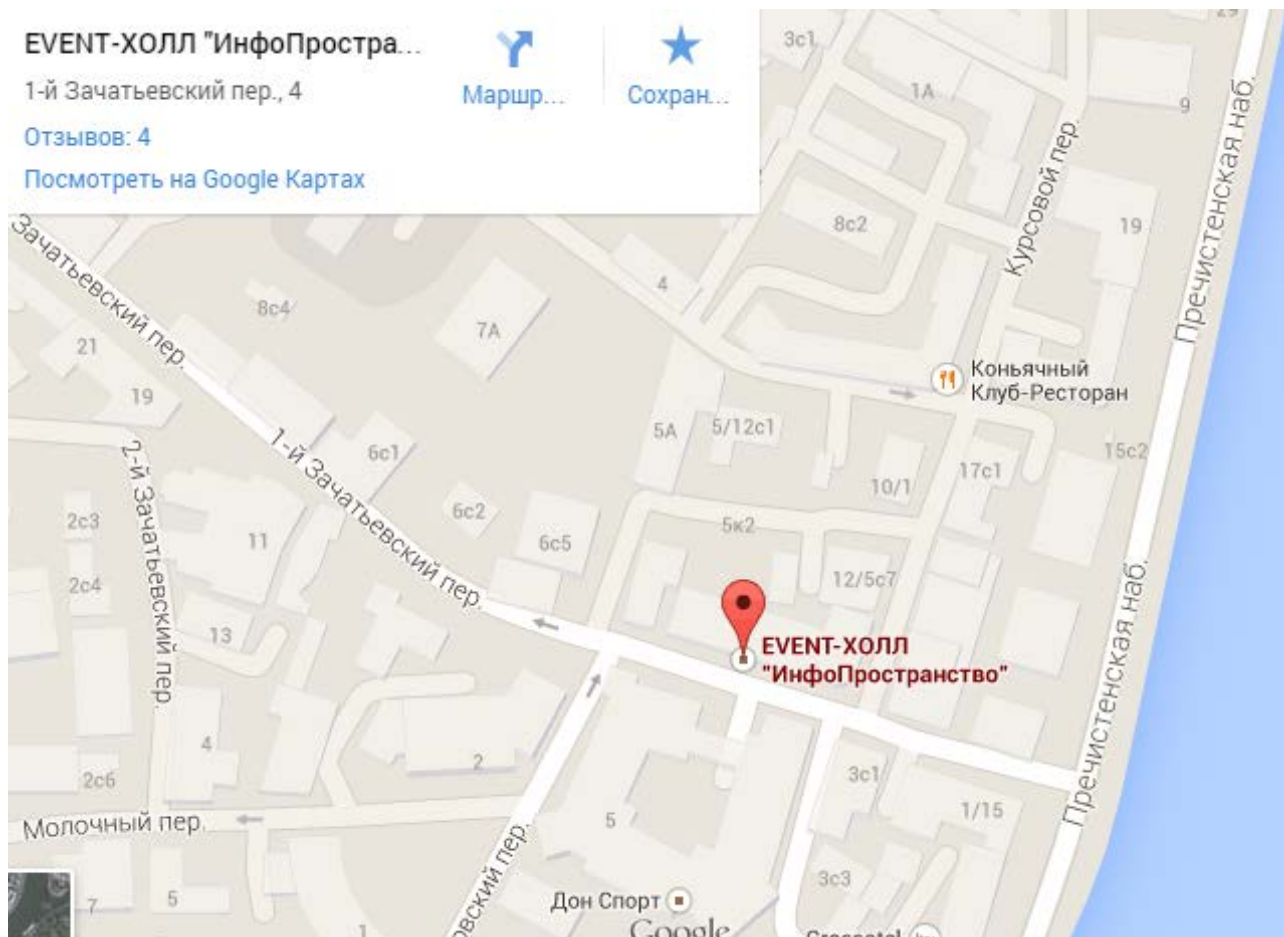 EVENT-ХОЛЛ "ИнфоПростра...
1-й Зачатьевский пер., 4
Отзывов: 4
Посмотреть на Google Картах
Маршр...
Сохран...
3с1
29
1А
9
Курсовой пер.
Пречистенская наб.
8с2
19
Зачатьевский пер.
8с4
4
7А
21
19
Коньячный
Клуб-Ресторан
1-й Зачатьевский пер.
6с1
5А
5/12с1
15с2
2-й Зачатьевский пер.
10/1
17с1
2с3
11
6с2
6с5
5к2
2с4
12/5с7
Пречистенская наб.
13
EVENT-ХОЛЛ
"ИнфоПространство"
4
2
2с6
3с1
1/15
Молочный пер.
5
7
5
1
3с3
овский пер.
Дон Спорт
Google